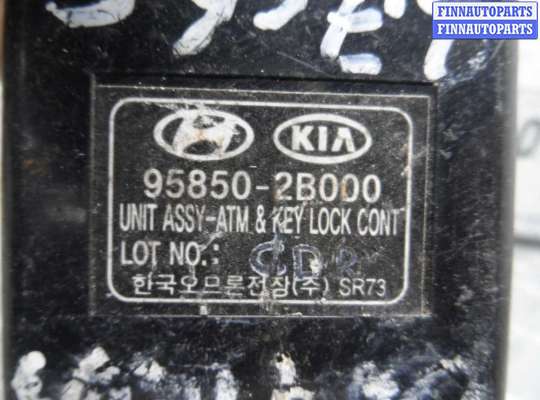 FINNAUTOPARTS
FINNAUTOPARTS
KIA
95850-2B000
UNIT ASSY-ATM & KEY LOCK CONT
LOT NO.: CDR
한국오므론전장(주) SR73